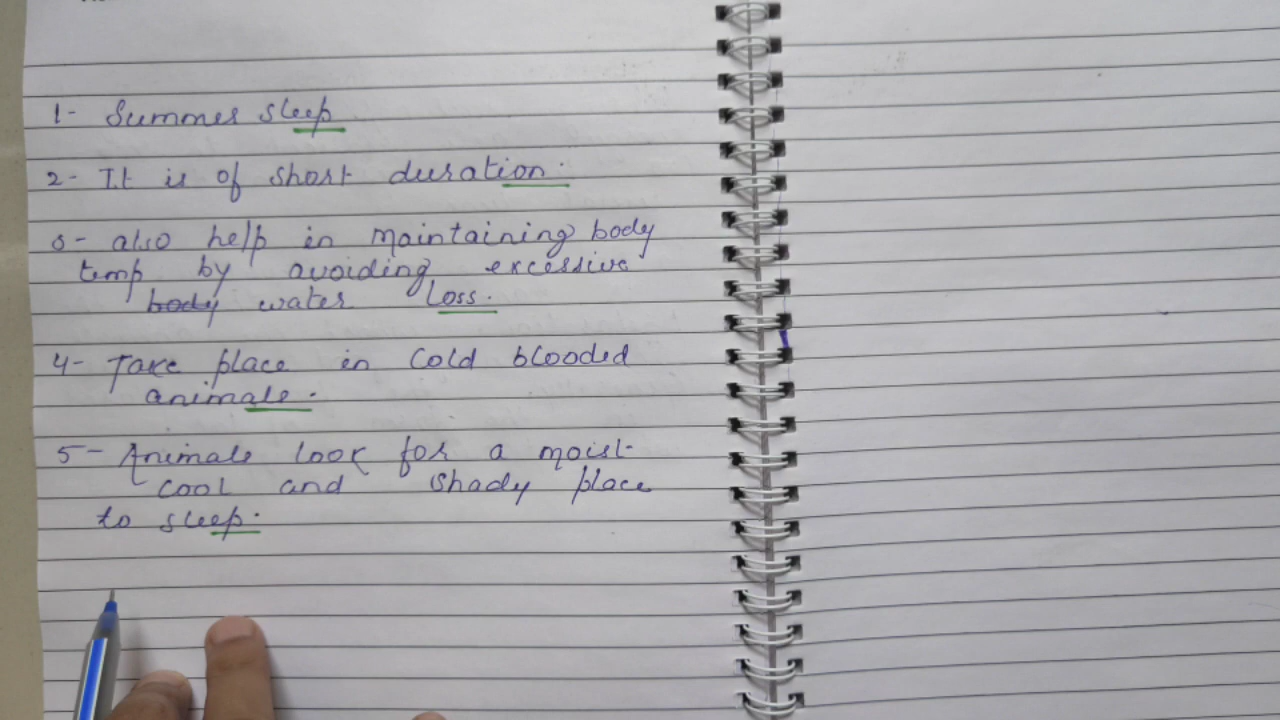 1- Summer sleep
2- It is of short duration.
3- also help in maintaining body
temp by avoiding excessive
body water loss.
4- Take place in cold blooded
animals.
5- Animals look for a moist
cool and shady place
to sleep.